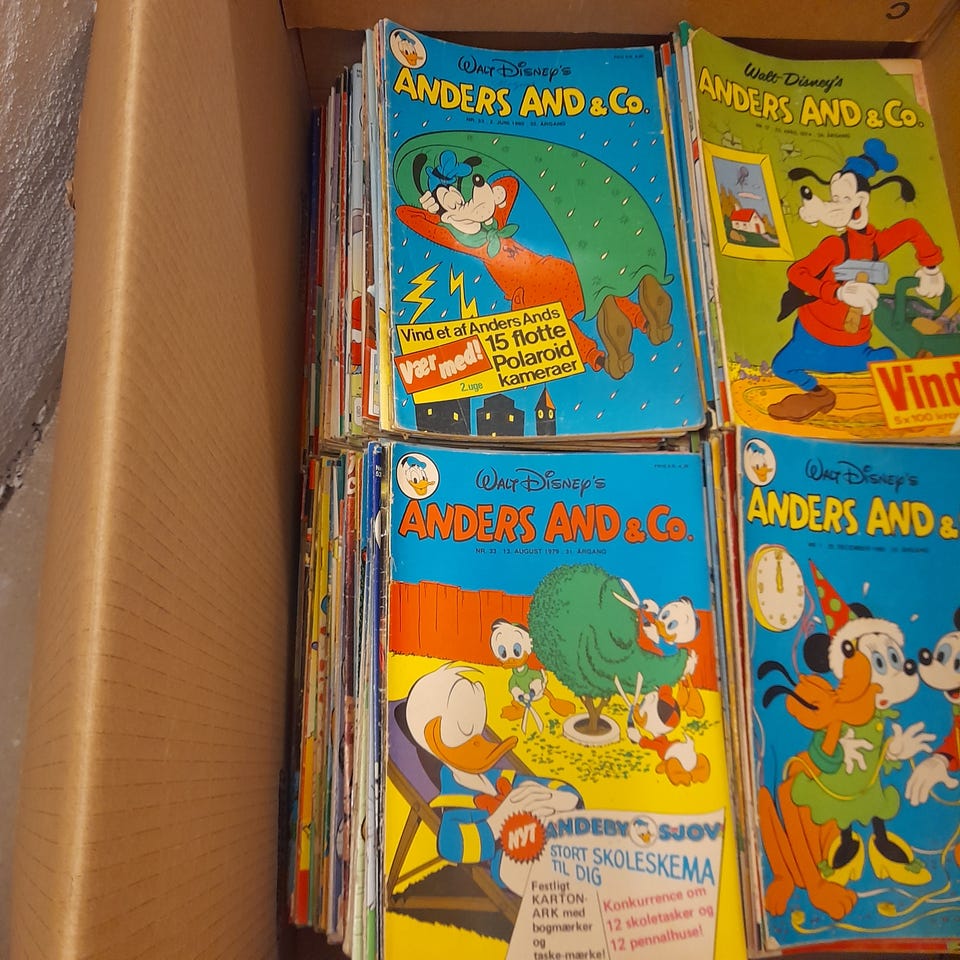 WALT DISNEY'S
ANDERS AND & Co.
Vind et af Anders Ands
Vær med!
15 flotte
Polaroid
kameraer
2.uge
Walt Disney's
ANDERS AND & Co.
Vind
5 x 100 kroner
WALT DISNEY'S
ANDERS AND & Co.
NR. 33 . 13. AUGUST 1979 . 31. ÅRGANG
NYT
ANDEBY SJOV
STORT SKOLESKEMA
TIL DIG
Festligt
KARTON-
ARK med
bogmærker
og
taske-mærke!
Konkurrence om
12 skoletasker og
12 pennalhuse!
WALT DISNEY'S
ANDERS AND &